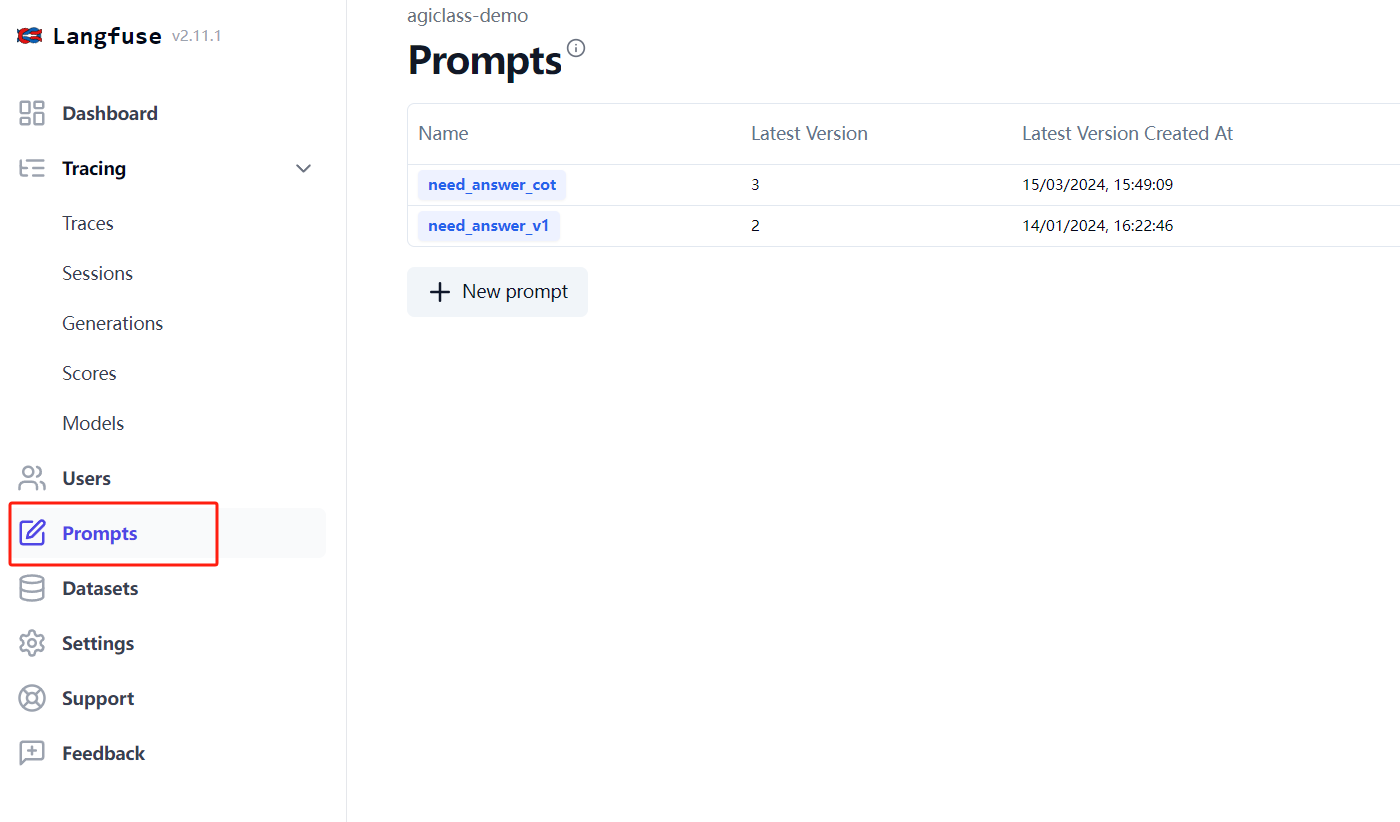 Langfuse v2.11.1
Dashboard
Tracing
Traces
Sessions
Generations
Scores
Models
Users
Prompts
Datasets
Settings
Support
Feedback
agiclass-demo
Prompts
Name Latest Version Latest Version Created At
need_answer_cot 3 15/03/2024, 15:49:09
need_answer_v1 2 14/01/2024, 16:22:46
New prompt